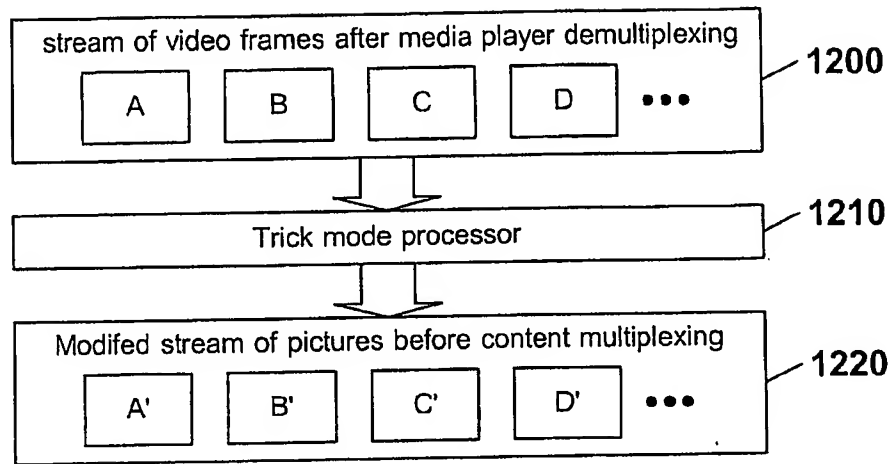 stream of video frames after media player demultiplexing
1200
A B C D •••
Trick mode processor
1210
Modifed stream of pictures before content multiplexing
1220
A' B' C' D' •••